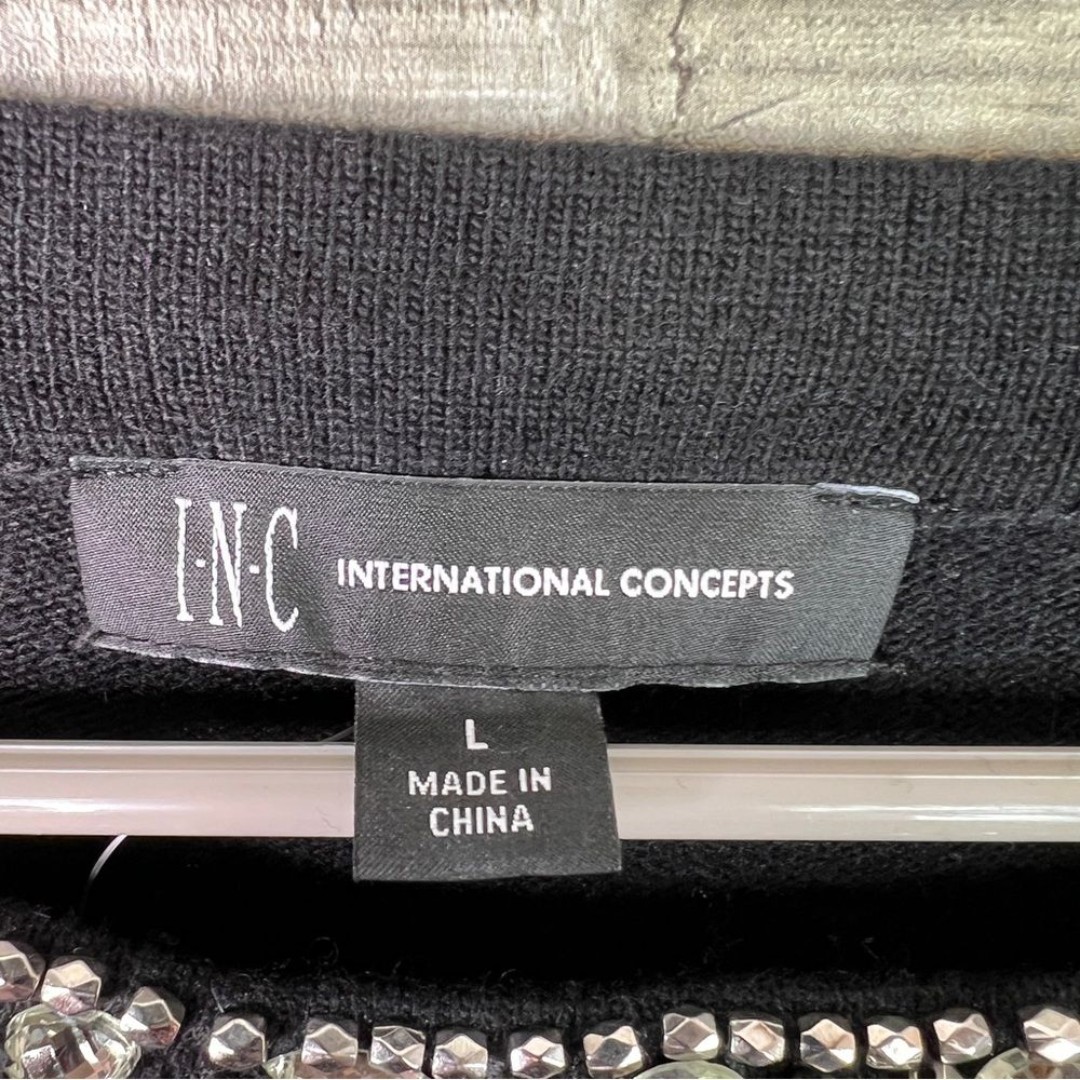 I·N·C INTERNATIONAL CONCEPTS
L
MADE IN
CHINA